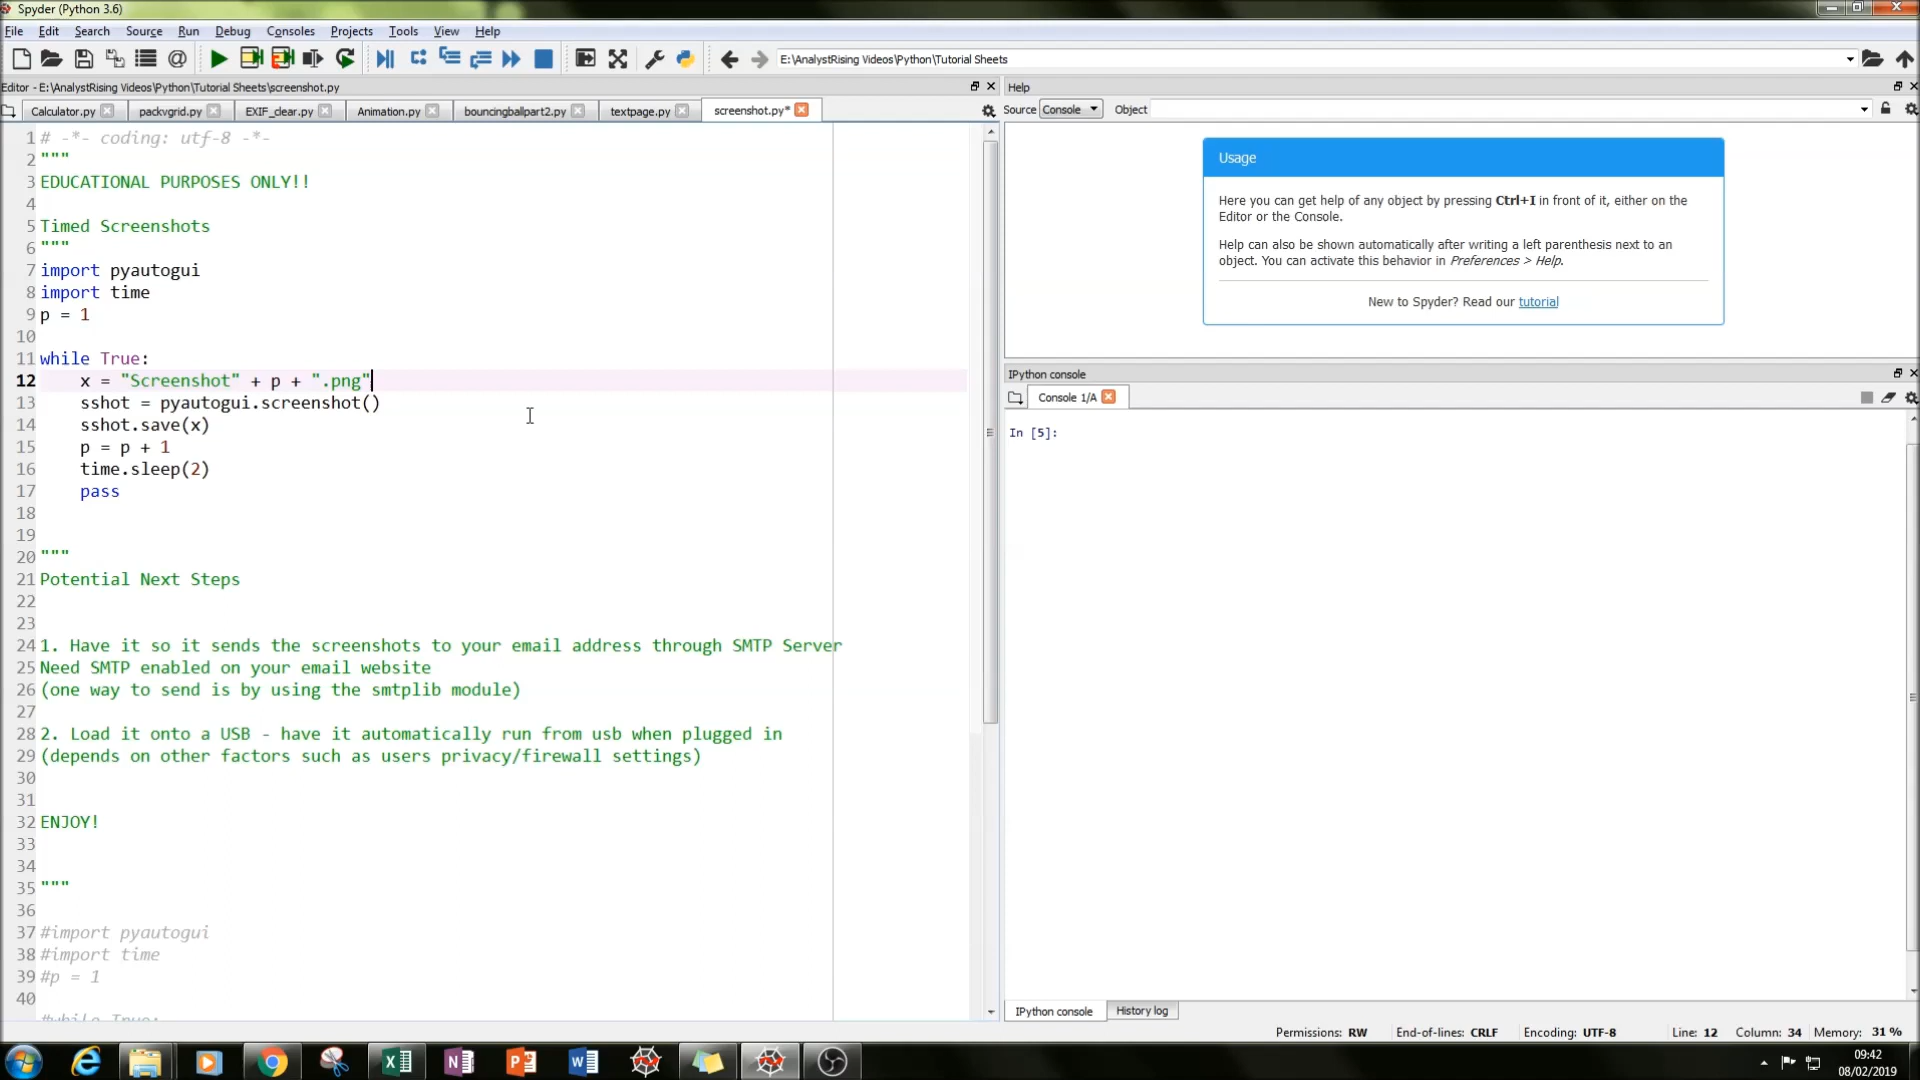 Spyder (Python 3.6)
File Edit Search Source Run Debug Consoles Projects Tools View Help
E:\AnalystRising Videos\Python\Tutorial Sheets
Editor - E:\AnalystRising Videos\Python\Tutorial Sheets\screenshot.py
Calculator.py packvgrid.py EXIF_clear.py Animation.py bouncingballpart2.py textpage.py screenshot.py*
1 # -*- coding: utf-8 -*-
2 """
3 EDUCATIONAL PURPOSES ONLY!!
4
5 Timed Screenshots
6 """
7 import pyautogui
8 import time
9 p = 1
10
11 while True:
12 x = "Screenshot" + p + ".png"
13 sshot = pyautogui.screenshot()
14 sshot.save(x)
15 p = p + 1
16 time.sleep(2)
17 pass
18
19
20 """
21 Potential Next Steps
22
23
24 1. Have it so it sends the screenshots to your email address through SMTP Server
25 Need SMTP enabled on your email website
26 (one way to send is by using the smtplib module)
27
28 2. Load it onto a USB - have it automatically run from usb when plugged in
29 (depends on other factors such as users privacy/firewall settings)
30
31
32 ENJOY!
33
34
35 """
36
37 #import pyautogui
38 #import time
39 #p = 1
40
#while True:
Help
Source Console Object
Usage
Here you can get help of any object by pressing Ctrl+I in front of it, either on the
Editor or the Console.
Help can also be shown automatically after writing a left parenthesis next to an
object. You can activate this behavior in Preferences > Help.
New to Spyder? Read our tutorial
IPython console
Console 1/A
In [5]:
IPython console History log
Permissions: RW End-of-lines: CRLF Encoding: UTF-8 Line: 12 Column: 34 Memory: 31 %
09:42
08/02/2019